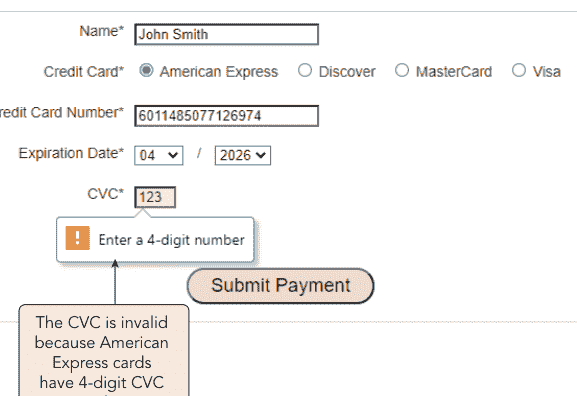 Name* John Smith
Credit Card* American Express Discover MasterCard Visa
redit Card Number* 6011485077126974
Expiration Date* 04 / 2026
CVC* 123
! Enter a 4-digit number
Submit Payment
The CVC is invalid
because American
Express cards
have 4-digit CVC